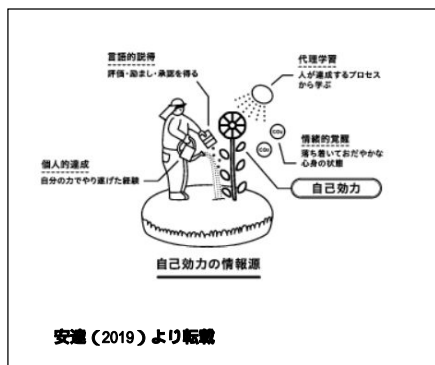 言語的説得
評価・励まし・承認を得る
代理学習
人が達成するプロセス
から学ぶ
CO₂
CO₂
情緒的覚醒
落ち着いておだやかな
心身の状態
個人的達成
自分の力でやり遂げた経験
自己効力
自己効力の情報源
安達（2019）より転載